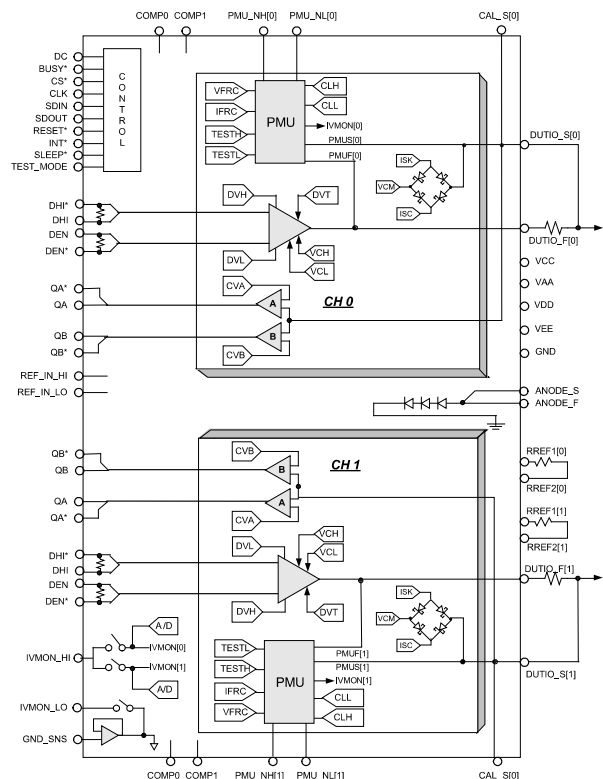 COMP0 COMP1 PMU_NH[0] PMU_NL[0] CAL_S[0]
DC
BUSY*
CS*
CLK
SDIN
SDOUT
RESET*
INT*
SLEEP*
TEST_MODE
CONTROL
VFRC
IFRC
TESTH
TESTL
PMU
CLH
CLL
IVMON[0]
PMUS[0]
PMUF[0]
ISK
VCM
ISC
DUTIO_S[0]
DUTIO_F[0]
DHI*
DHI
DEN
DEN*
DVH
DVT
DVL
VCH
VCL
VCC
VAA
VDD
VEE
GND
QA*
QA
QB
QB*
CVA
A
B
CVB
CH 0
REF_IN_HI
REF_IN_LO
ANODE_S
ANODE_F
QB*
QB
QA
QA*
CVB
B
A
CVA
CH 1
RREF1[0]
RREF2[0]
RREF1[1]
RREF2[1]
DHI*
DHI
DEN
DEN*
DVL
VCH
VCL
DVH
DVT
DUTIO_F[1]
ISK
VCM
ISC
DUTIO_S[1]
A/D
IVMON_HI
IVMON[0]
IVMON[1]
A/D
IVMON_LO
GND_SNS
TESTL
TESTH
IFRC
VFRC
PMU
PMUF[1]
PMUS[1]
IVMON[1]
CLL
CLH
COMP0 COMP1 PMU_NH[1] PMU_NL[1] CAL_S[0]